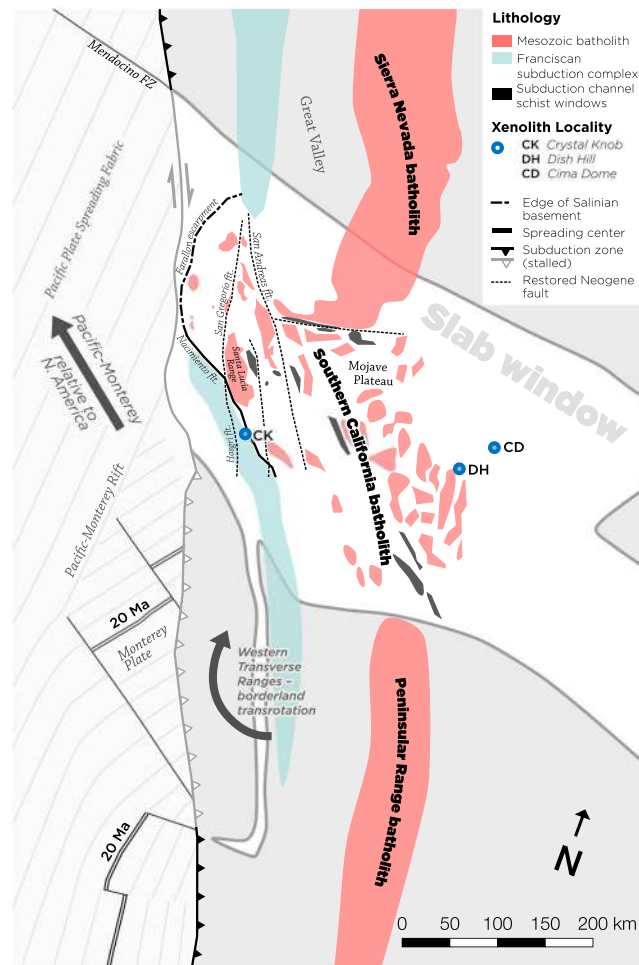 Lithology
Mesozoic batholith
Franciscan
subduction complex
Subduction channel
schist windows
Xenolith Locality
CK Crystal Knob
DH Dish Hill
CD Cima Dome
Edge of Salinian
basement
Spreading center
Subduction zone
(stalled)
Restored Neogene
fault
Mendocino FZ
Pacific Plate Spreading Fabric
Great Valley
Sierra Nevada batholith
Farallon escarpment
San Gregorio flt.
San Andreas flt.
Slab window
pacific-Monterey
relative to
N. America
Nacimiento flt.
Santa Lucia
Range
Mojave
Plateau
Southern California batholith
Hosgri flt.
CK
CD
DH
Pacific-Monterey Rift
20 Ma
Monterey
Plate
Western
Transverse
Ranges –
borderland
transrotation
Peninsular Range batholith
20 Ma
N
0 50 100 150 200 km